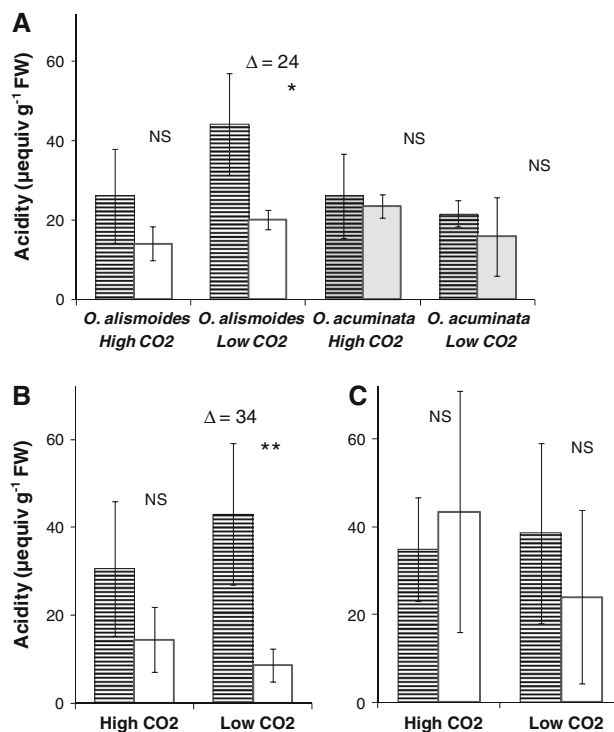 A
Acidity (µequiv g⁻¹ FW)
60
40
20
0
NS
Δ = 24
*
NS
NS
O. alismoides O. alismoides O. acuminata O. acuminata
High CO2 Low CO2 High CO2 Low CO2
B
Acidity (µequiv g⁻¹ FW)
60
40
20
0
NS
Δ = 34
**
High CO2 Low CO2
C
60
40
20
0
NS
NS
High CO2 Low CO2